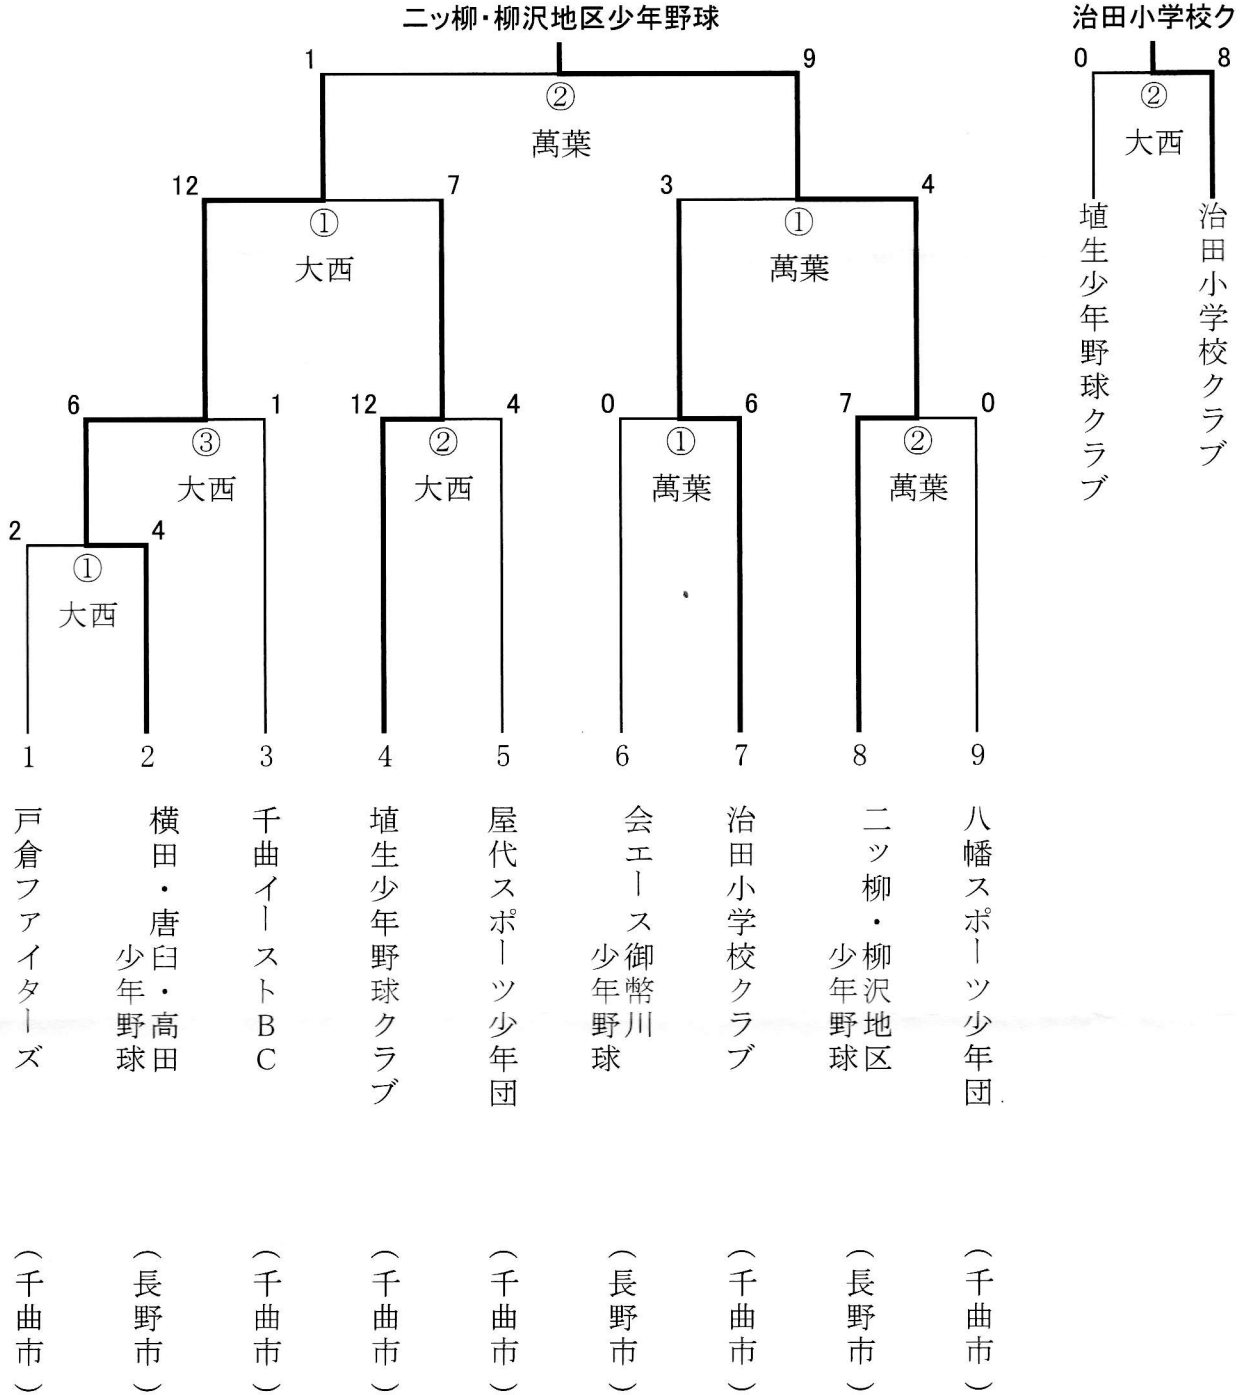 二ッ柳・柳沢地区少年野球
治田小学校ク
1
9
②
萬葉
0
8
②
大西
埴生少年野球クラブ
治田小学校クラブ
12
7
①
大西
3
4
①
萬葉
6
1
③
大西
12
4
②
大西
0
6
①
萬葉
7
0
②
萬葉
2
4
①
大西
1
2
3
4
5
6
7
8
9
戸倉ファイターズ
横田・唐臼・高田
少年野球
千曲イーストBC
埴生少年野球クラブ
屋代スポーツ少年団
会エース御幣川
少年野球
治田小学校クラブ
二ツ柳・柳沢地区
少年野球
八幡スポーツ少年団
(千曲市)
(長野市)
(千曲市)
(千曲市)
(千曲市)
(長野市)
(千曲市)
(長野市)
(千曲市)